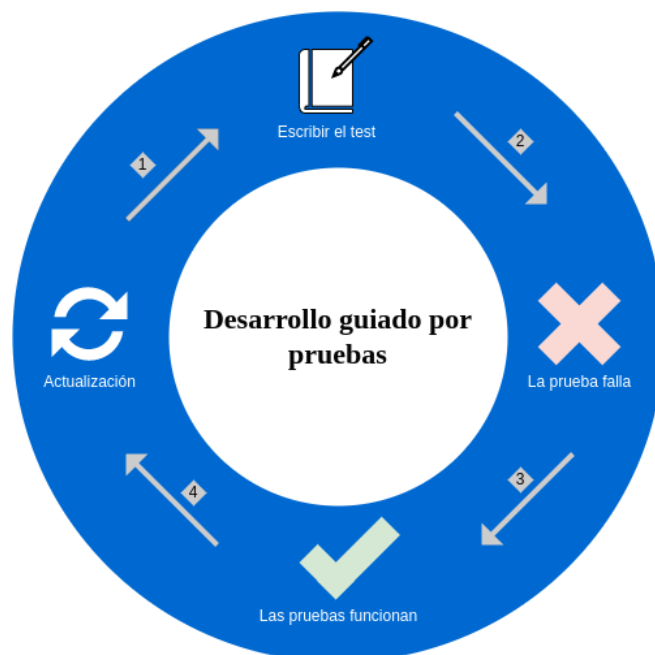 Escribir el test
1
2
Desarrollo guiado por
pruebas
Actualización
La prueba falla
4
3
Las pruebas funcionan